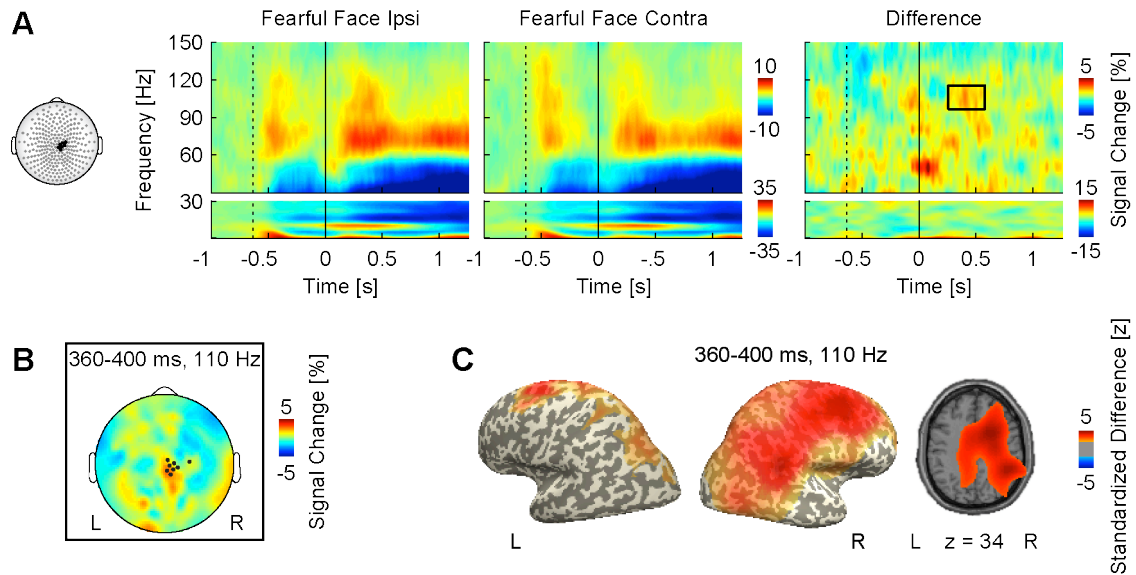 A
Fearful Face Ipsi
Fearful Face Contra
Difference
Frequency [Hz]
150
120
90
60
30
30
10
-10
35
-35
5
-5
15
-15
Signal Change [%]
-1 -0.5 0 0.5 1
Time [s]
-1 -0.5 0 -0.5 1
Time [s]
-1 -0.5 0 0.5 1
Time [s]
B
360-400 ms, 110 Hz
L R
5
-5
Signal Change [%]
C
360-400 ms, 110 Hz
L
R
L z = 34 R
5
-5
Standardized Difference [z]